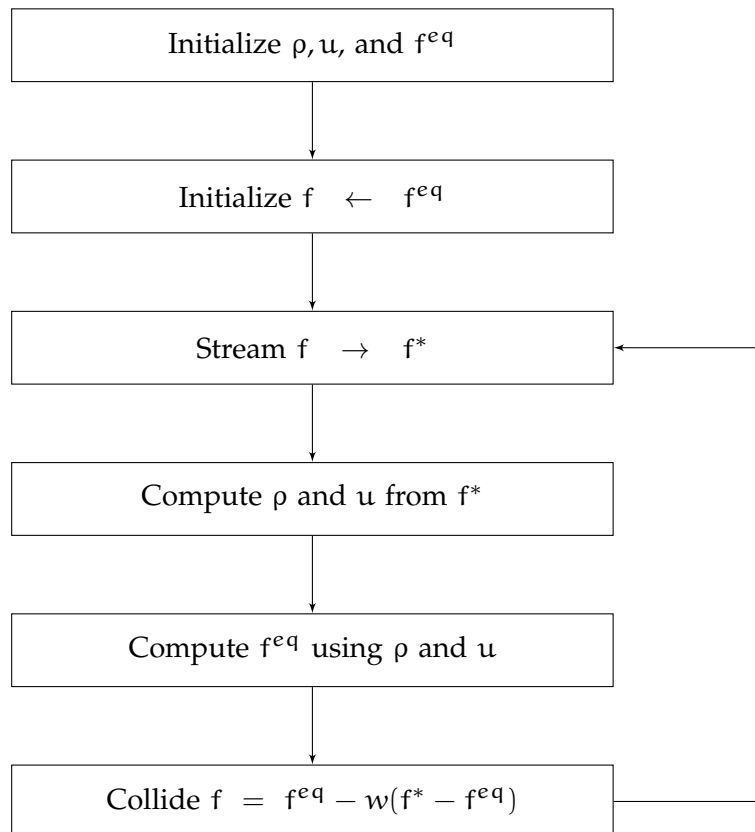 Initialize ρ, u, and f^eq
Initialize f ← f^eq
Stream f → f*
Compute ρ and u from f*
Compute f^eq using ρ and u
Collide f = f^eq − w(f* − f^eq)